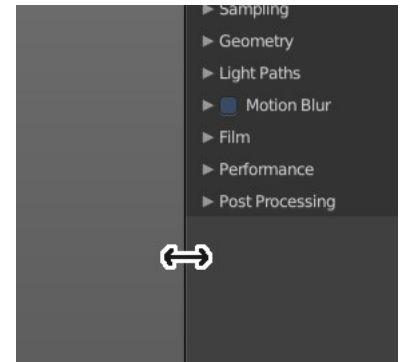 Sampling
Geometry
Light Paths
Motion Blur
Film
Performance
Post Processing